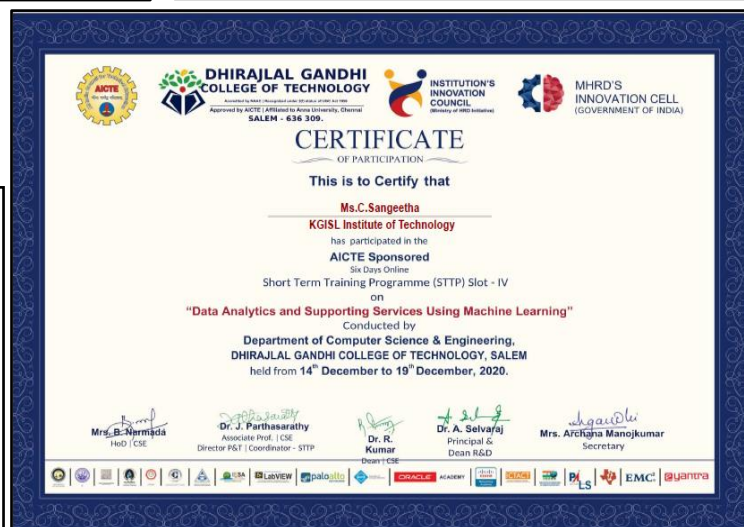 AICTE
DHIRAJLAL GANDHI
COLLEGE OF TECHNOLOGY
Approved by AICTE | Affiliated to Anna University, Chennai
SALEM - 636 309.
INSTITUTION'S
INNOVATION
COUNCIL
(Ministry of HRD Initiative)
MHRD'S
INNOVATION CELL
(GOVERNMENT OF INDIA)
CERTIFICATE
OF PARTICIPATION
This is to Certify that
Ms.C.Sangeetha
KGISL Institute of Technology
has participated in the
AICTE Sponsored
Six Days Online
Short Term Training Programme (STTP) Slot - IV
on
"Data Analytics and Supporting Services Using Machine Learning"
Conducted by
Department of Computer Science & Engineering,
DHIRAJLAL GANDHI COLLEGE OF TECHNOLOGY, SALEM
held from 14th December to 19th December, 2020.
Mrs. B. Narmada
HoD | CSE
Dr. J. Parthasarathy
Associate Prof. | CSE
Director P&T | Coordinator - STTP
Dr. R.
Kumar
Dean | CSE
Dr. A. Selvaraj
Principal &
Dean R&D
Mrs. Archana Manojkumar
Secretary
LabVIEW
paloalto
ORACLE ACADEMY
ICTACT
EMC²
eyantra